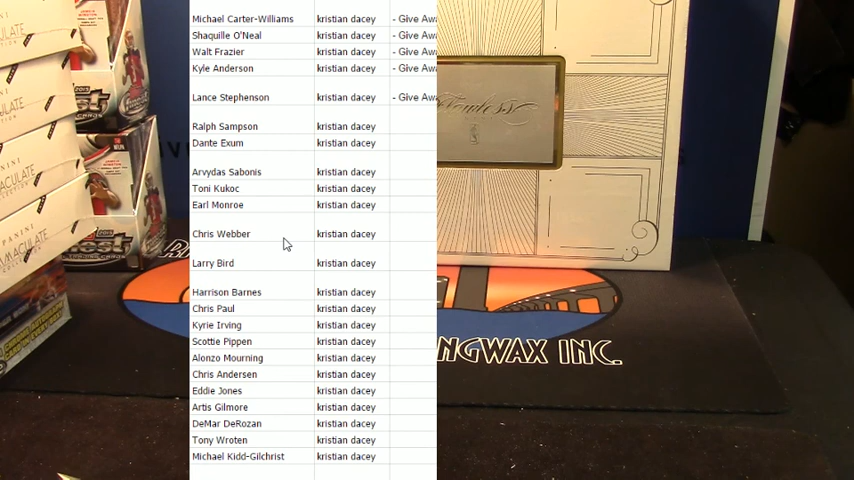 Michael Carter-Williams kristian dacey - Give Awa
Shaquille O'Neal kristian dacey - Give Awa
Walt Frazier kristian dacey - Give Awa
Kyle Anderson kristian dacey - Give Awa
Lance Stephenson kristian dacey - Give Awa
Ralph Sampson kristian dacey
Dante Exum kristian dacey
Arvydas Sabonis kristian dacey
Toni Kukoc kristian dacey
Earl Monroe kristian dacey
Chris Webber kristian dacey
Larry Bird kristian dacey
Harrison Barnes kristian dacey
Chris Paul kristian dacey
Kyrie Irving kristian dacey
Scottie Pippen kristian dacey
Alonzo Mourning kristian dacey
Chris Andersen kristian dacey
Eddie Jones kristian dacey
Artis Gilmore kristian dacey
DeMar DeRozan kristian dacey
Tony Wroten kristian dacey
Michael Kidd-Gilchrist kristian dacey
Flawless
NGWAX INC.
PANINI
MACULATE